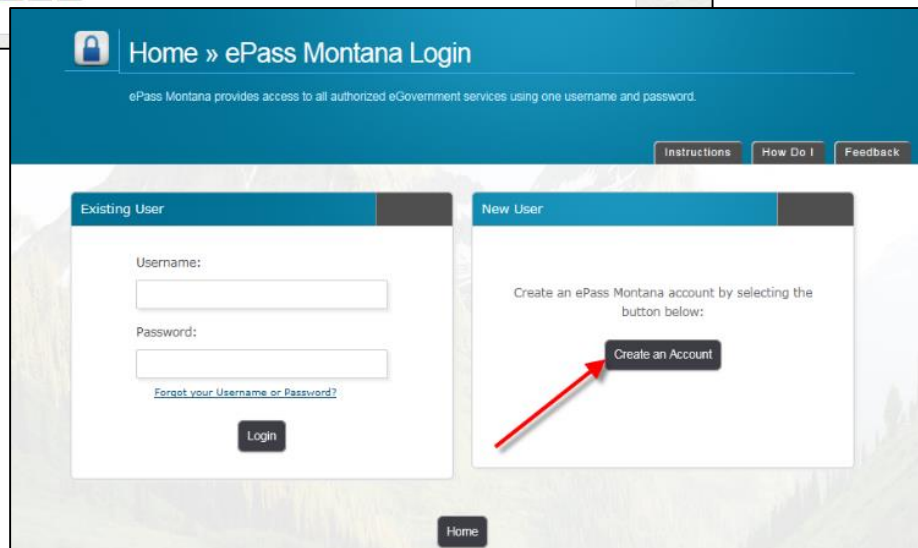 Home » ePass Montana Login
ePass Montana provides access to all authorized eGovernment services using one username and password.
Instructions How Do I Feedback
Existing User
Username:
Password:
Forgot your Username or Password?
Login
New User
Create an ePass Montana account by selecting the
button below:
Create an Account
Home